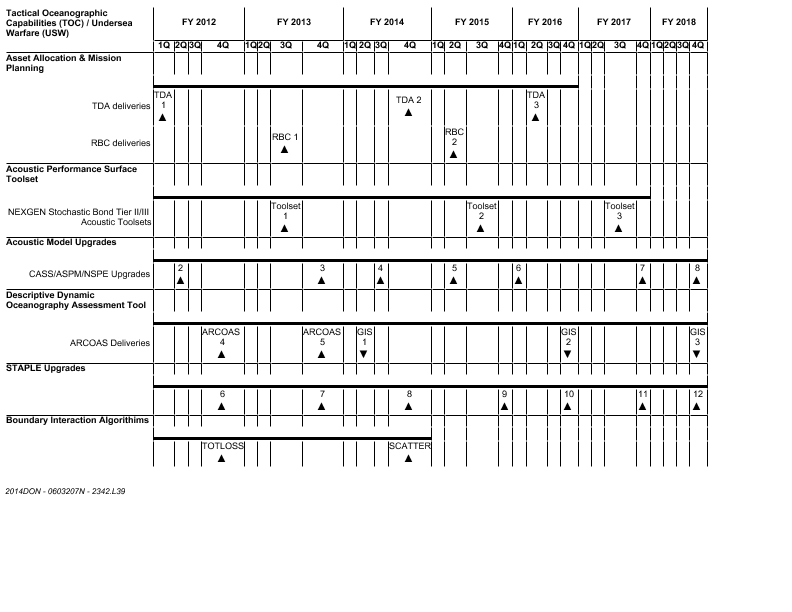 Tactical Oceanographic
Capabilities (TOC) / Undersea
Warfare (USW)
FY 2012 FY 2013 FY 2014 FY 2015 FY 2016 FY 2017 FY 2018
1Q 2Q 3Q 4Q 1Q 2Q 3Q 4Q 1Q 2Q 3Q 4Q 1Q 2Q 3Q 4Q 1Q 2Q 3Q 4Q 1Q 2Q 3Q 4Q 1Q 2Q 3Q 4Q
Asset Allocation & Mission
Planning
TDA deliveries
TDA
1
▲
TDA 2
▲
TDA
3
▲
RBC deliveries
RBC 1
▲
RBC
2
▲
Acoustic Performance Surface
Toolset
NEXGEN Stochastic Bond Tier II/III
Acoustic Toolsets
Toolset
1
▲
Toolset
2
▲
Toolset
3
▲
Acoustic Model Upgrades
CASS/ASPM/NSPE Upgrades
2 3 4 5 6 7 8
▲ ▲ ▲ ▲ ▲ ▲ ▲
Descriptive Dynamic
Oceanography Assessment Tool
ARCOAS Deliveries
ARCOAS
4
▲
ARCOAS
5
▲
GIS
1
▼
GIS
2
▼
GIS
3
▼
STAPLE Upgrades
6 7 8 9 10 11 12
▲ ▲ ▲ ▲ ▲ ▲ ▲
Boundary Interaction Algorithims
TOTLOSS SCATTER
▲ ▲
2014DON - 0603207N - 2342.L39